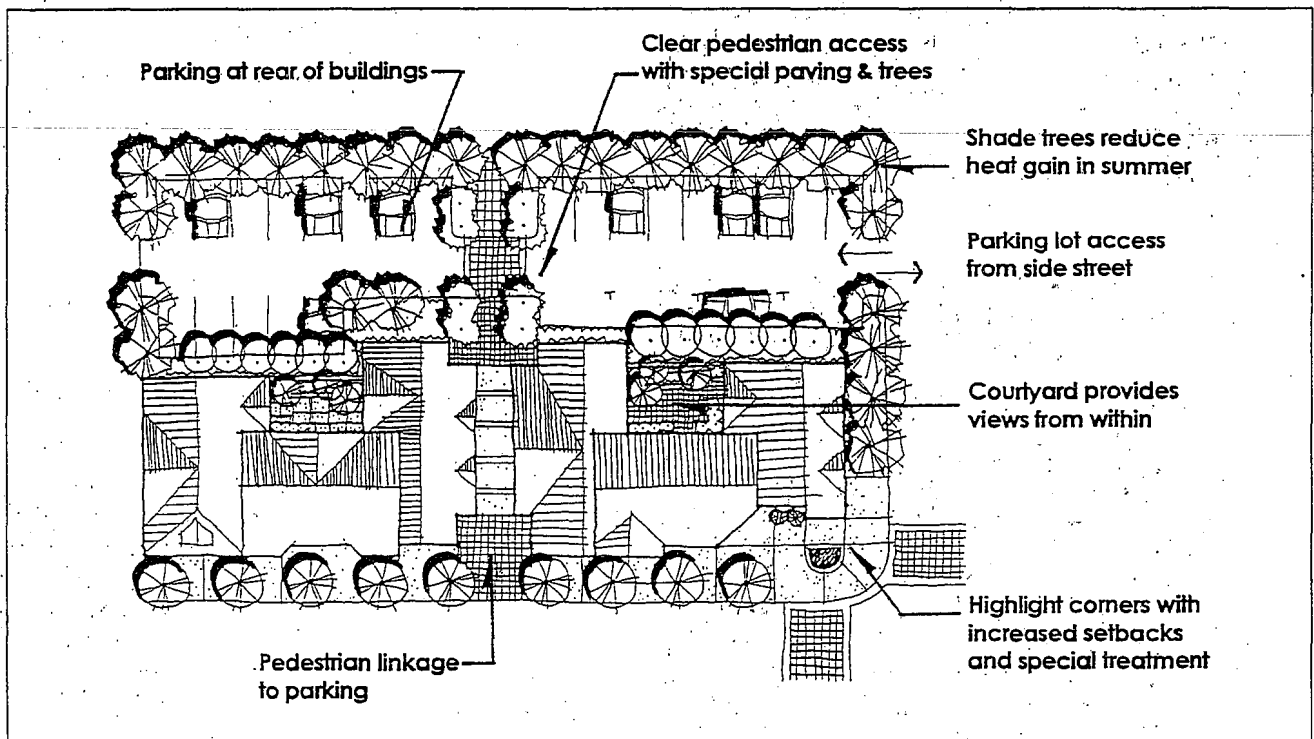 Clear pedestrian access
with special paving & trees
Parking at rear of buildings
Shade trees reduce
heat gain in summer
Parking lot access
from side street
Courtyard provides
views from within
Highlight corners with
increased setbacks
and special treatment
Pedestrian linkage
to parking